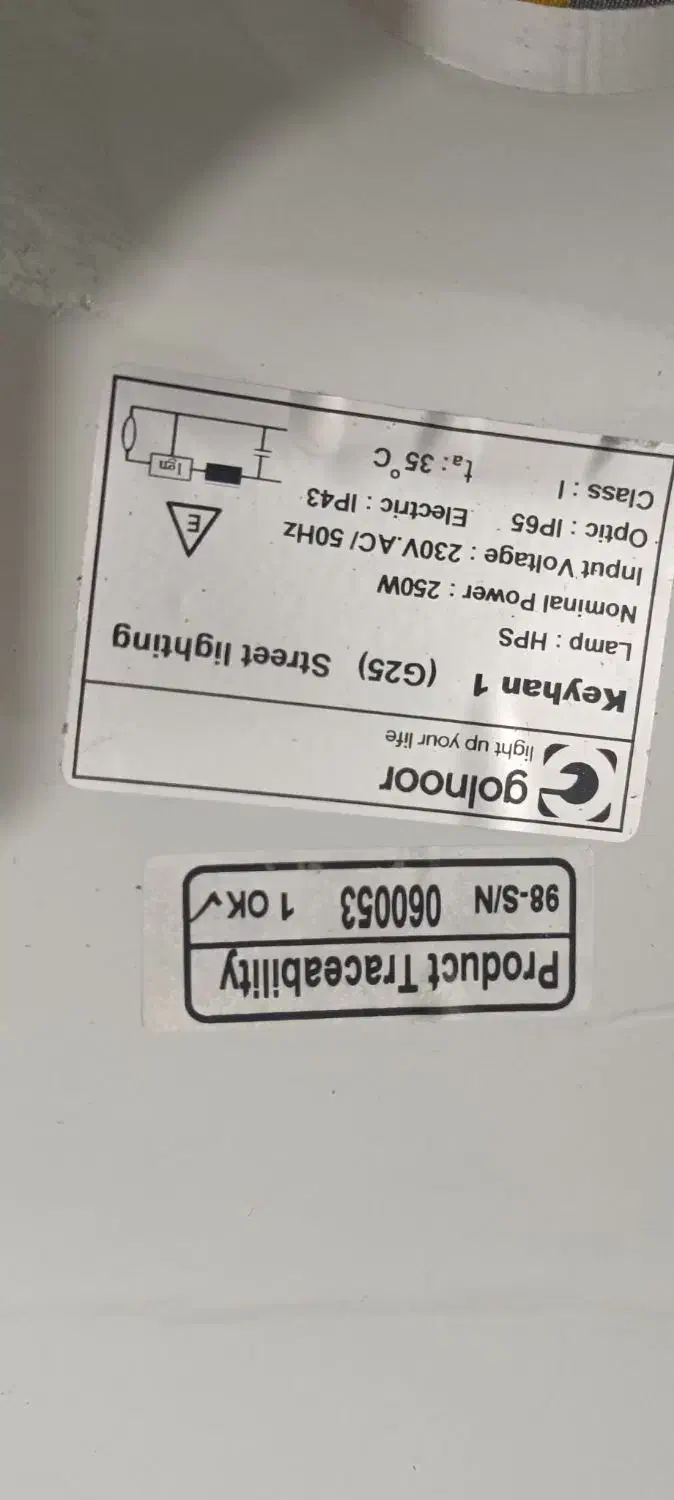 Product Traceability
98-S/N 060053 1 OK✓
golnoor
light up your life
Keyhan 1 (G25) Street lighting
Lamp : HPS
Nominal Power : 250W
Input Voltage : 230V.AC/ 50Hz
Optic : IP65 Electric : IP43
Class : I ta : 35°C
E
Ign